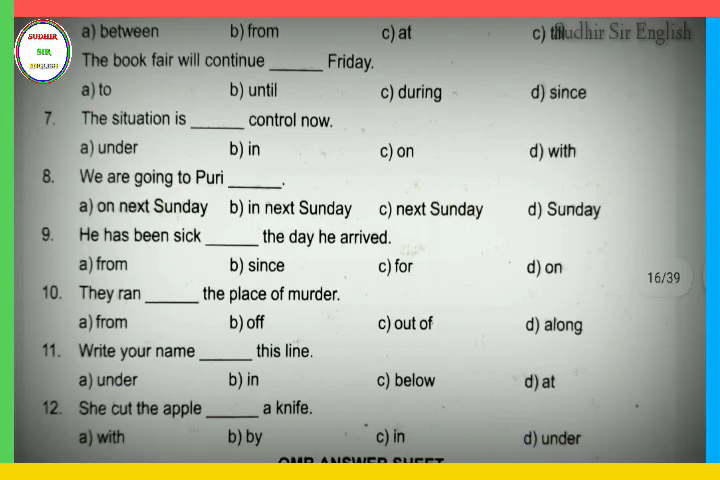 a) between b) from c) at c) till
Sudhir Sir English
SUDHIR
SIR
ENGLISH
The book fair will continue ______ Friday.
a) to b) until c) during d) since
7. The situation is ______ control now.
a) under b) in c) on d) with
8. We are going to Puri ______.
a) on next Sunday b) in next Sunday c) next Sunday d) Sunday
9. He has been sick ______ the day he arrived.
a) from b) since c) for d) on
16/39
10. They ran ______ the place of murder.
a) from b) off c) out of d) along
11. Write your name ______ this line.
a) under b) in c) below d) at
12. She cut the apple ______ a knife.
a) with b) by c) in d) under
OMR ANSWER SHEET